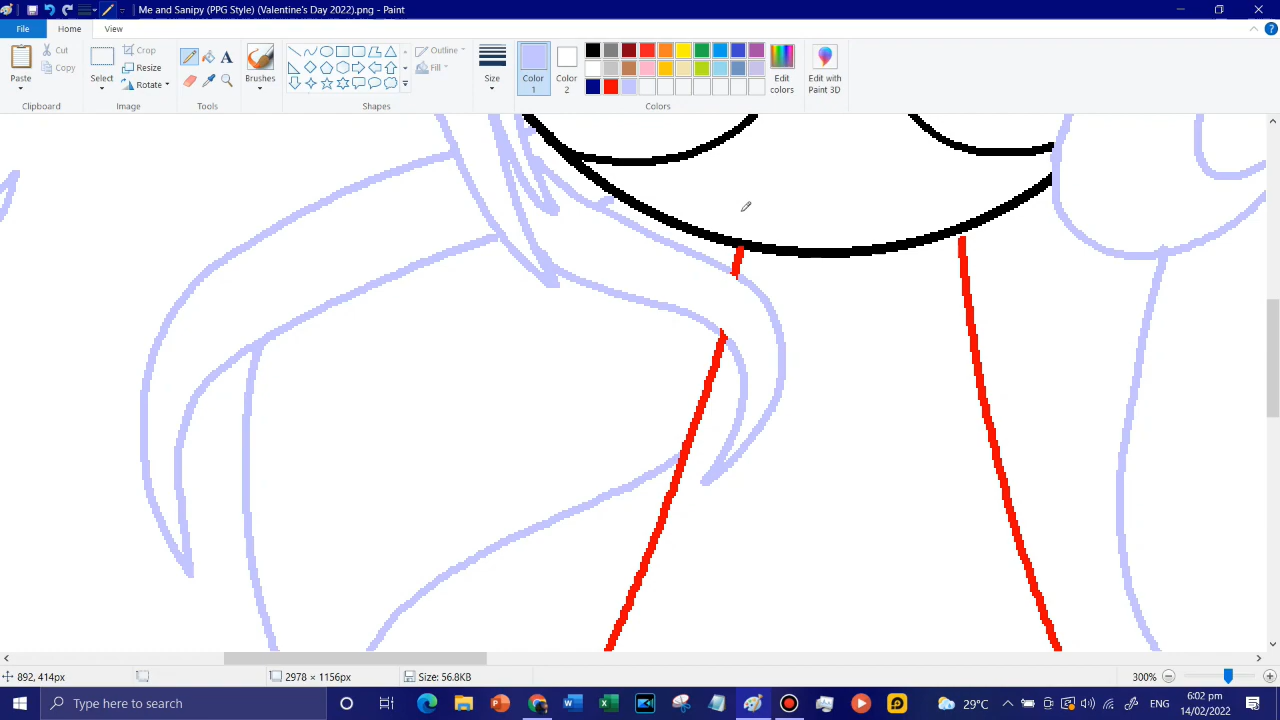 Me and Sanipy (PPG Style) (Valentine's Day 2022).png - Paint
File
Home
View
Paste
Cut
Copy
Clipboard
Select
Crop
Resize
Rotate
Image
A
Tools
Brushes
Outline
Fill
Shapes
Size
Color 1
Color 2
Edit colors
Colors
Edit with Paint 3D
892, 414px
2978 × 1156px
Size: 56.8KB
300%
Type here to search
29°C
ENG
6:02 pm
14/02/2022